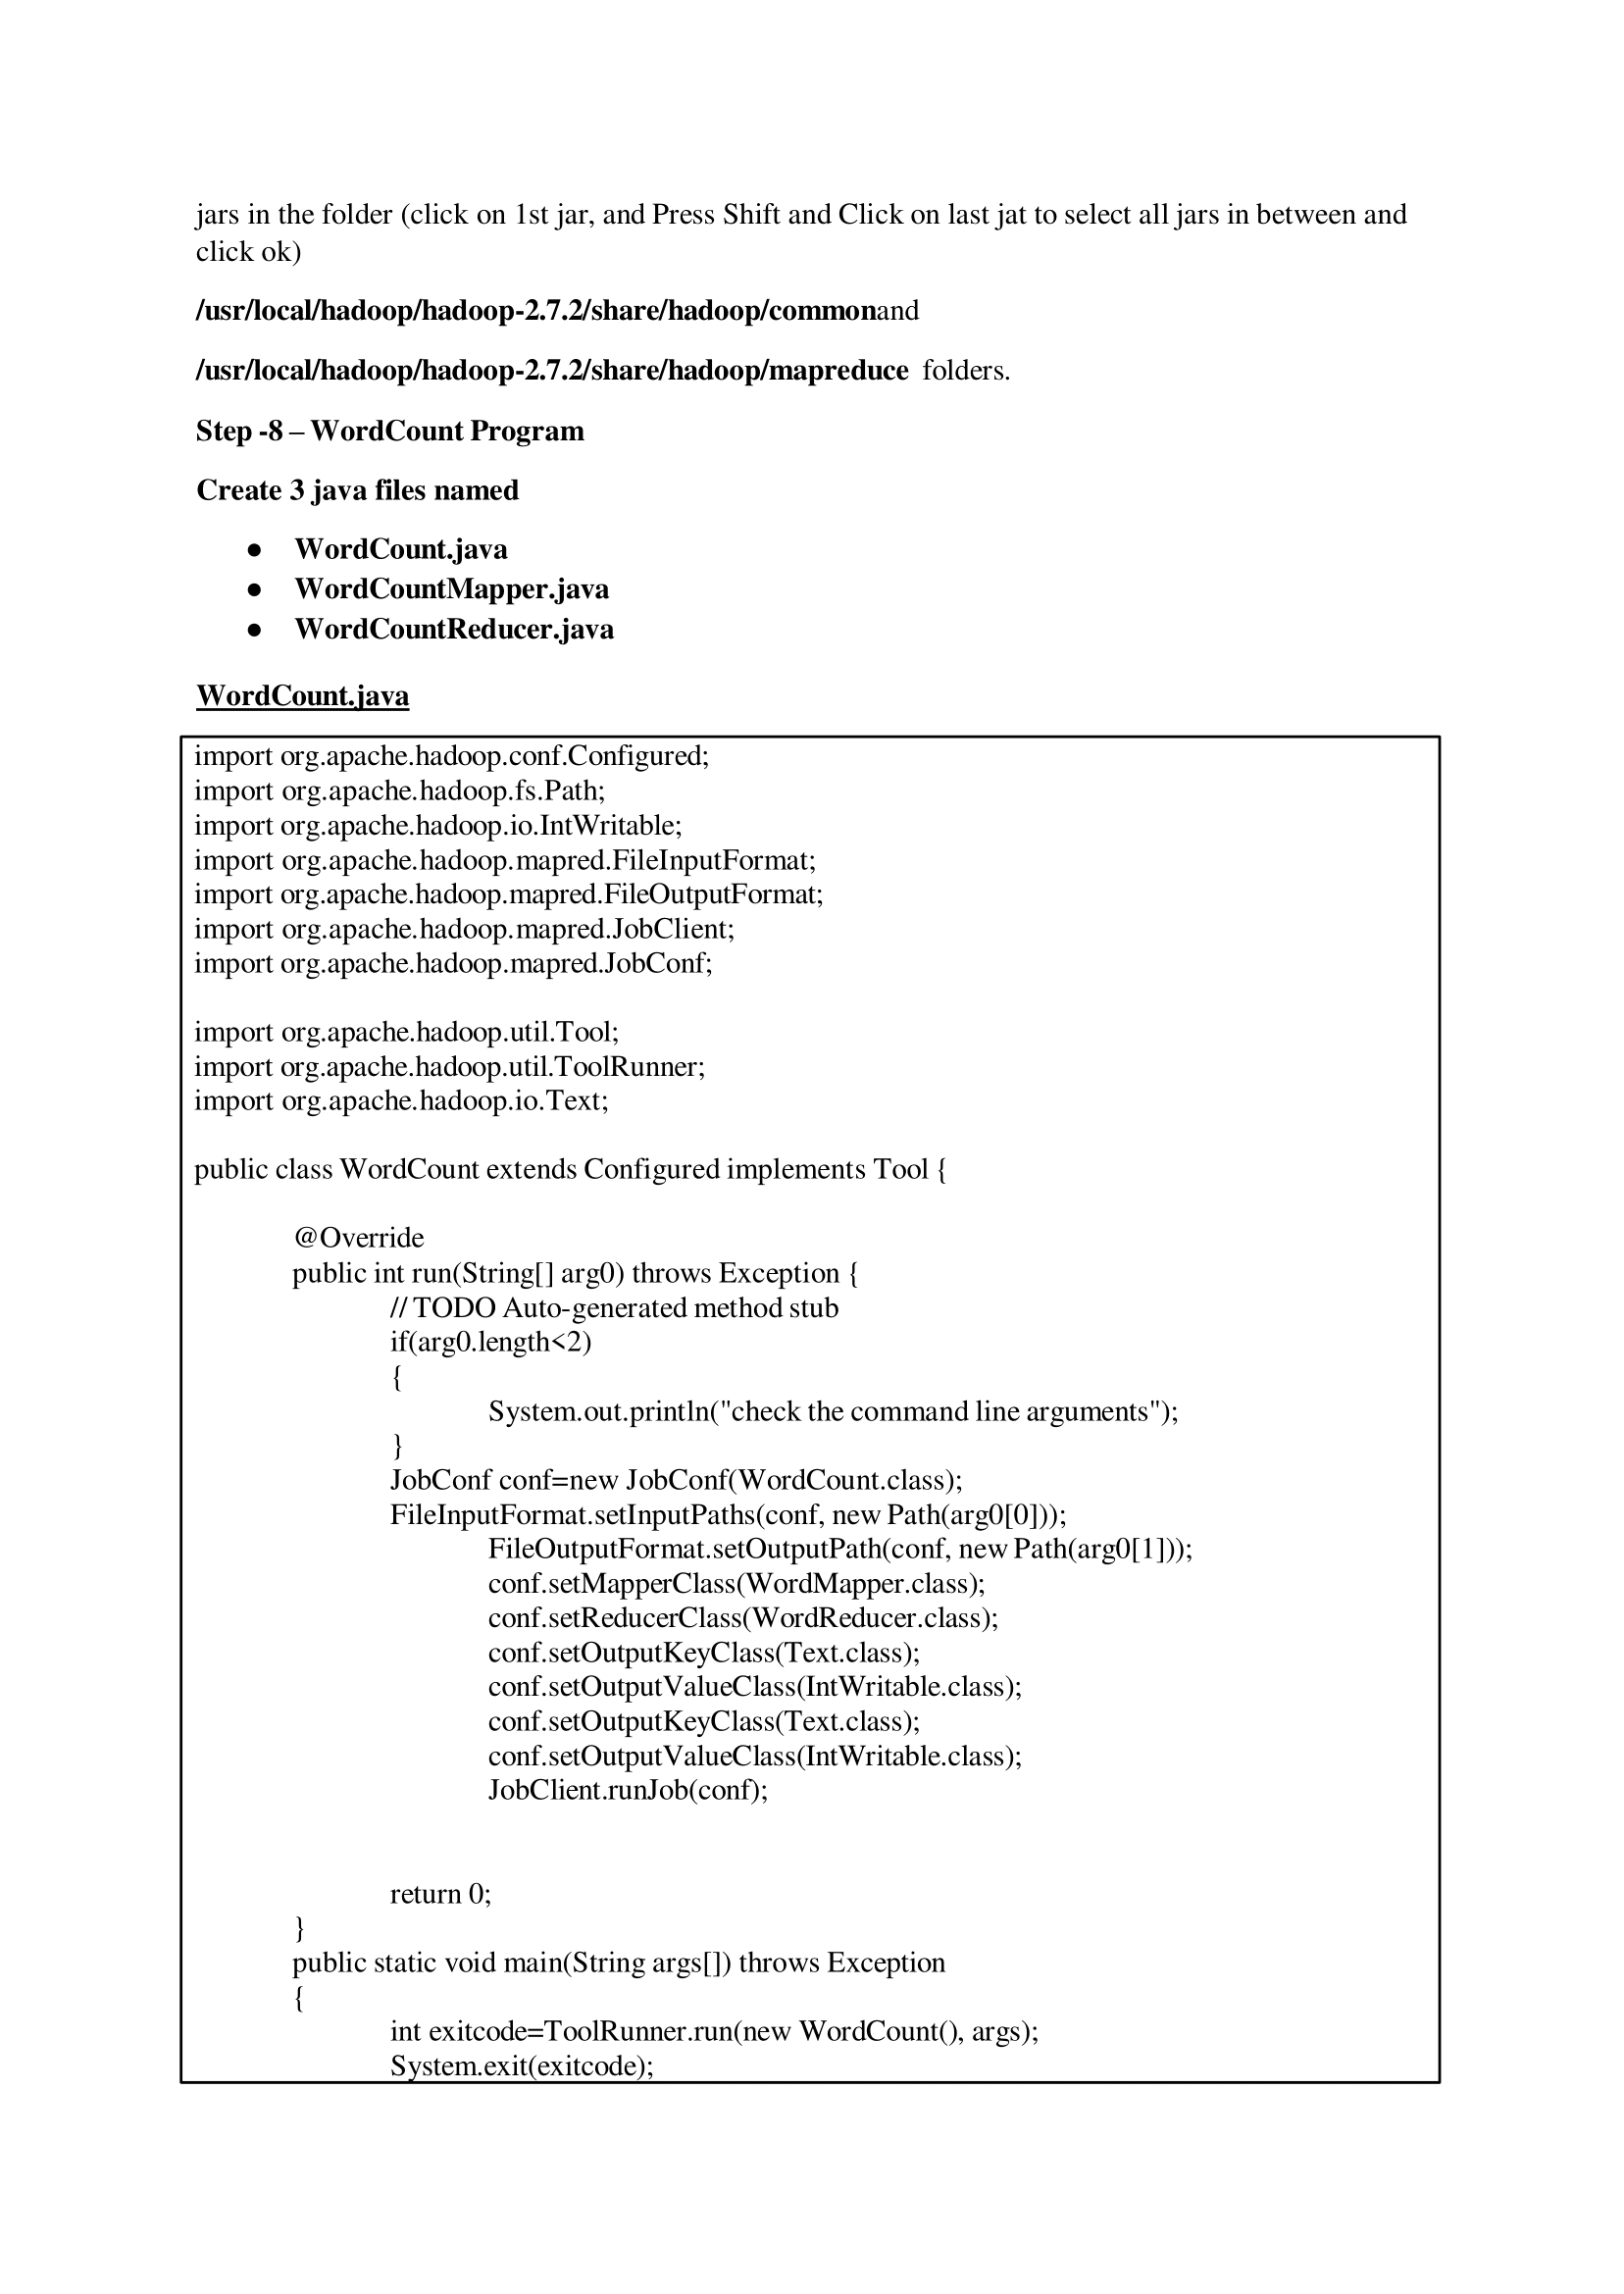 jars in the folder (click on 1st jar, and Press Shift and Click on last jat to select all jars in between and
click ok)
/usr/local/hadoop/hadoop-2.7.2/share/hadoop/commonand
/usr/local/hadoop/hadoop-2.7.2/share/hadoop/mapreduce folders.
Step -8 – WordCount Program
Create 3 java files named
● WordCount.java
● WordCountMapper.java
● WordCountReducer.java
WordCount.java
import org.apache.hadoop.conf.Configured;
import org.apache.hadoop.fs.Path;
import org.apache.hadoop.io.IntWritable;
import org.apache.hadoop.mapred.FileInputFormat;
import org.apache.hadoop.mapred.FileOutputFormat;
import org.apache.hadoop.mapred.JobClient;
import org.apache.hadoop.mapred.JobConf;
import org.apache.hadoop.util.Tool;
import org.apache.hadoop.util.ToolRunner;
import org.apache.hadoop.io.Text;
public class WordCount extends Configured implements Tool {
@Override
public int run(String[] arg0) throws Exception {
// TODO Auto-generated method stub
if(arg0.length<2)
{
System.out.println("check the command line arguments");
}
JobConf conf=new JobConf(WordCount.class);
FileInputFormat.setInputPaths(conf, new Path(arg0[0]));
FileOutputFormat.setOutputPath(conf, new Path(arg0[1]));
conf.setMapperClass(WordMapper.class);
conf.setReducerClass(WordReducer.class);
conf.setOutputKeyClass(Text.class);
conf.setOutputValueClass(IntWritable.class);
conf.setOutputKeyClass(Text.class);
conf.setOutputValueClass(IntWritable.class);
JobClient.runJob(conf);
return 0;
}
public static void main(String args[]) throws Exception
{
int exitcode=ToolRunner.run(new WordCount(), args);
System.exit(exitcode);